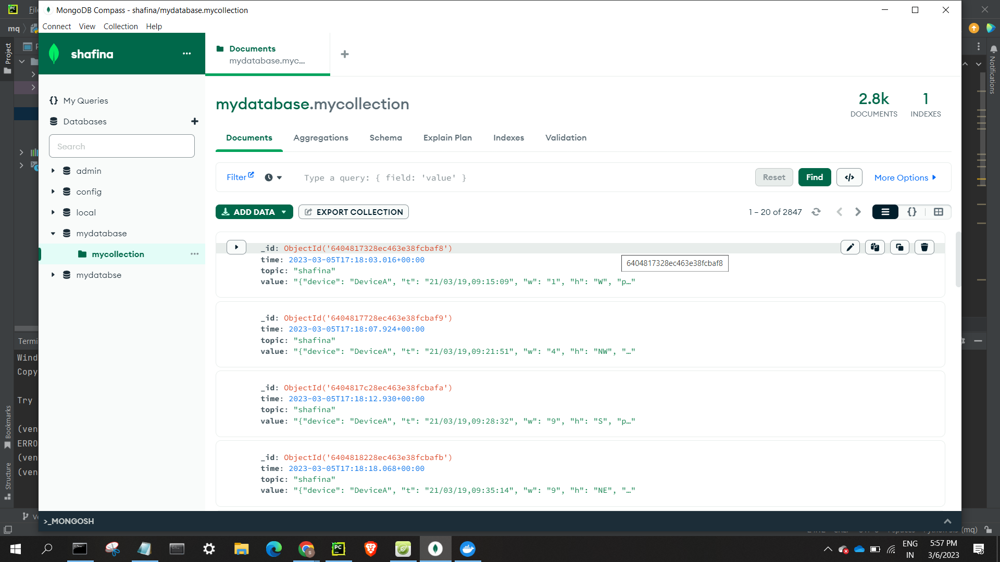 MongoDB Compass - shafina/mydatabase.mycollection
Connect View Collection Help
mq
Project
shafina
Documents
mydatabase.myc...
Notifications
My Queries
Databases
Search
admin
config
local
mydatabase
mycollection
mydatabse
mydatabase.mycollection
2.8k
DOCUMENTS
1
INDEXES
Documents Aggregations Schema Explain Plan Indexes Validation
Filter
Type a query: { field: 'value' }
Reset
Find
</>
More Options
ADD DATA
EXPORT COLLECTION
1 – 20 of 2847
{}
_id: ObjectId('6404817328ec463e38fcbaf8')
time: 2023-03-05T17:18:03.016+00:00
6404817328ec463e38fcbaf8
topic: "shafina"
value: "{"device": "DeviceA", "t": "21/03/19,09:15:09", "w": "1", "h": "W", "p…"
_id: ObjectId('6404817728ec463e38fcbaf9')
time: 2023-03-05T17:18:07.924+00:00
topic: "shafina"
value: "{"device": "DeviceA", "t": "21/03/19,09:21:51", "w": "4", "h": "NW", "…"
_id: ObjectId('6404817c28ec463e38fcbafa')
time: 2023-03-05T17:18:12.930+00:00
topic: "shafina"
value: "{"device": "DeviceA", "t": "21/03/19,09:28:32", "w": "9", "h": "S", "p…"
_id: ObjectId('6404818228ec463e38fcbafb')
time: 2023-03-05T17:18:18.068+00:00
topic: "shafina"
value: "{"device": "DeviceA", "t": "21/03/19,09:35:14", "w": "9", "h": "NE", "…"
Termi
Wind
Copy
Try
(ven
ERRO
(ven
(ven
Bookmarks
Structure
>_MONGOSH
(mq)
PC
ENG
IN
5:57 PM
3/6/2023